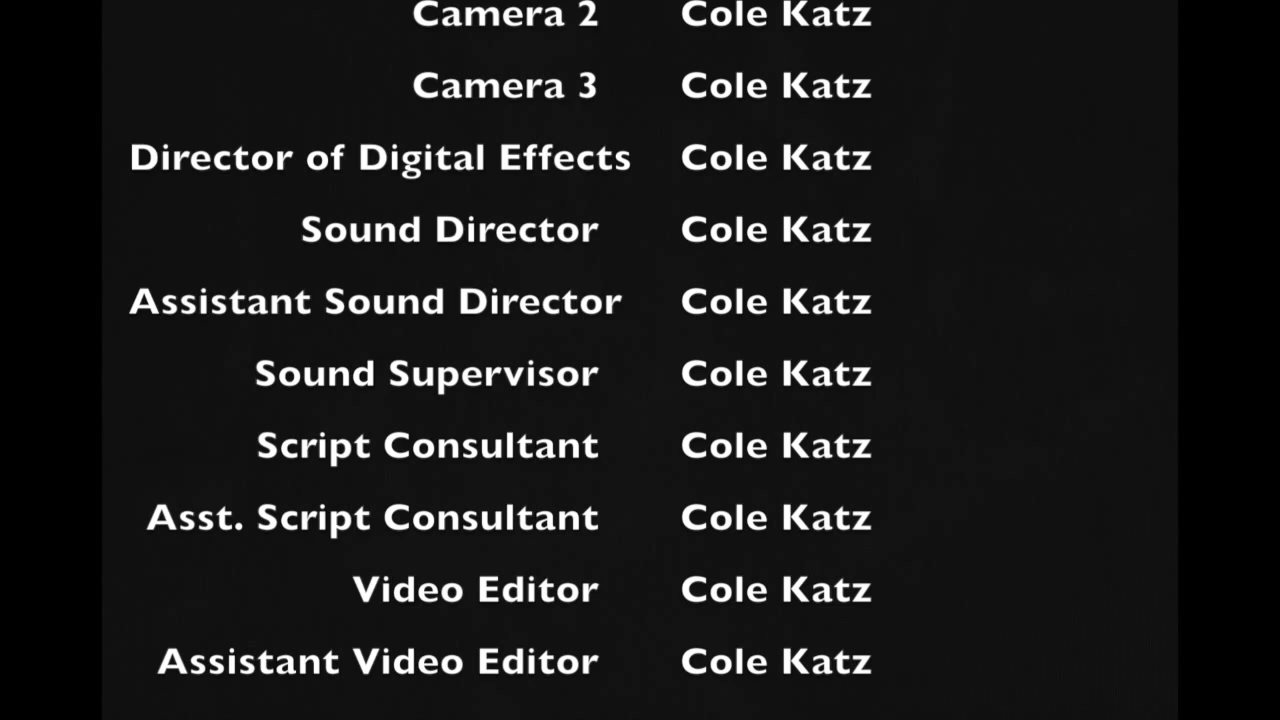 Camera 2 Cole Katz
Camera 3 Cole Katz
Director of Digital Effects Cole Katz
Sound Director Cole Katz
Assistant Sound Director Cole Katz
Sound Supervisor Cole Katz
Script Consultant Cole Katz
Asst. Script Consultant Cole Katz
Video Editor Cole Katz
Assistant Video Editor Cole Katz